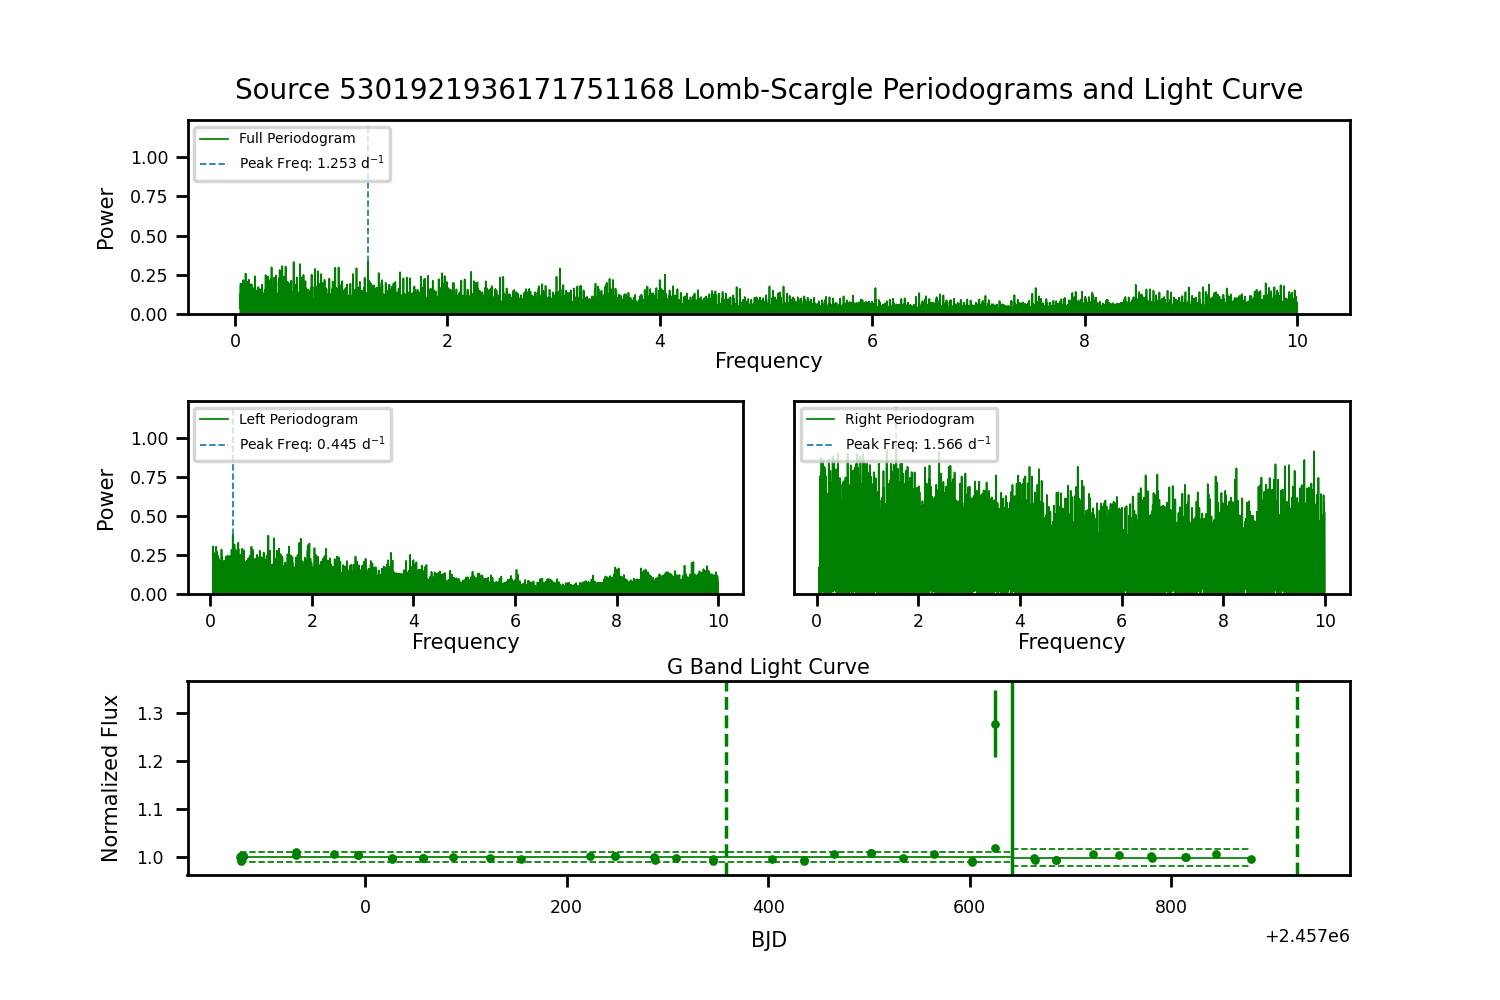 Source 5301921936171751168 Lomb-Scargle Periodograms and Light Curve
Full Periodogram
Peak Freq: 1.253 d⁻¹
Power
1.00
0.75
0.50
0.25
0.00
0 2 4 6 8 10
Frequency
Left Periodogram
Peak Freq: 0.445 d⁻¹
Power
1.00
0.75
0.50
0.25
0.00
0 2 4 6 8 10
Frequency
Right Periodogram
Peak Freq: 1.566 d⁻¹
0 2 4 6 8 10
Frequency
G Band Light Curve
Normalized Flux
1.3
1.2
1.1
1.0
0 200 400 600 800
BJD
+2.457e6